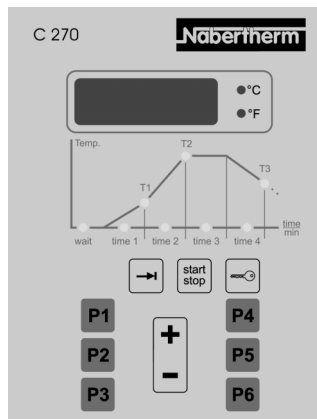 C 270
Nabertherm
°C
°F
Temp.
T2
T1
T3
time
min
wait time 1 time 2 time 3 time 4
start
stop
P1
P4
+
P2
P5
P3
−
P6